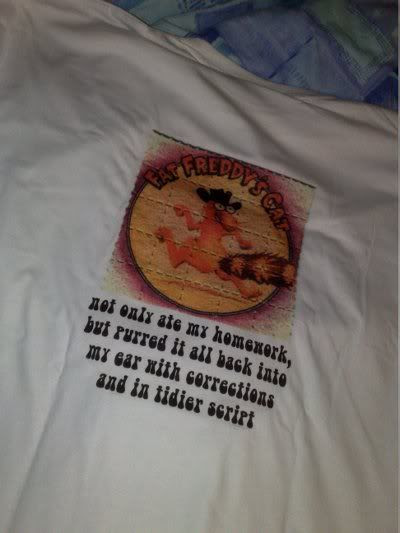 FAT FREDDY'S CAT
not only ate my homework,
but purred it all back into
my ear with corrections
and in tidier script